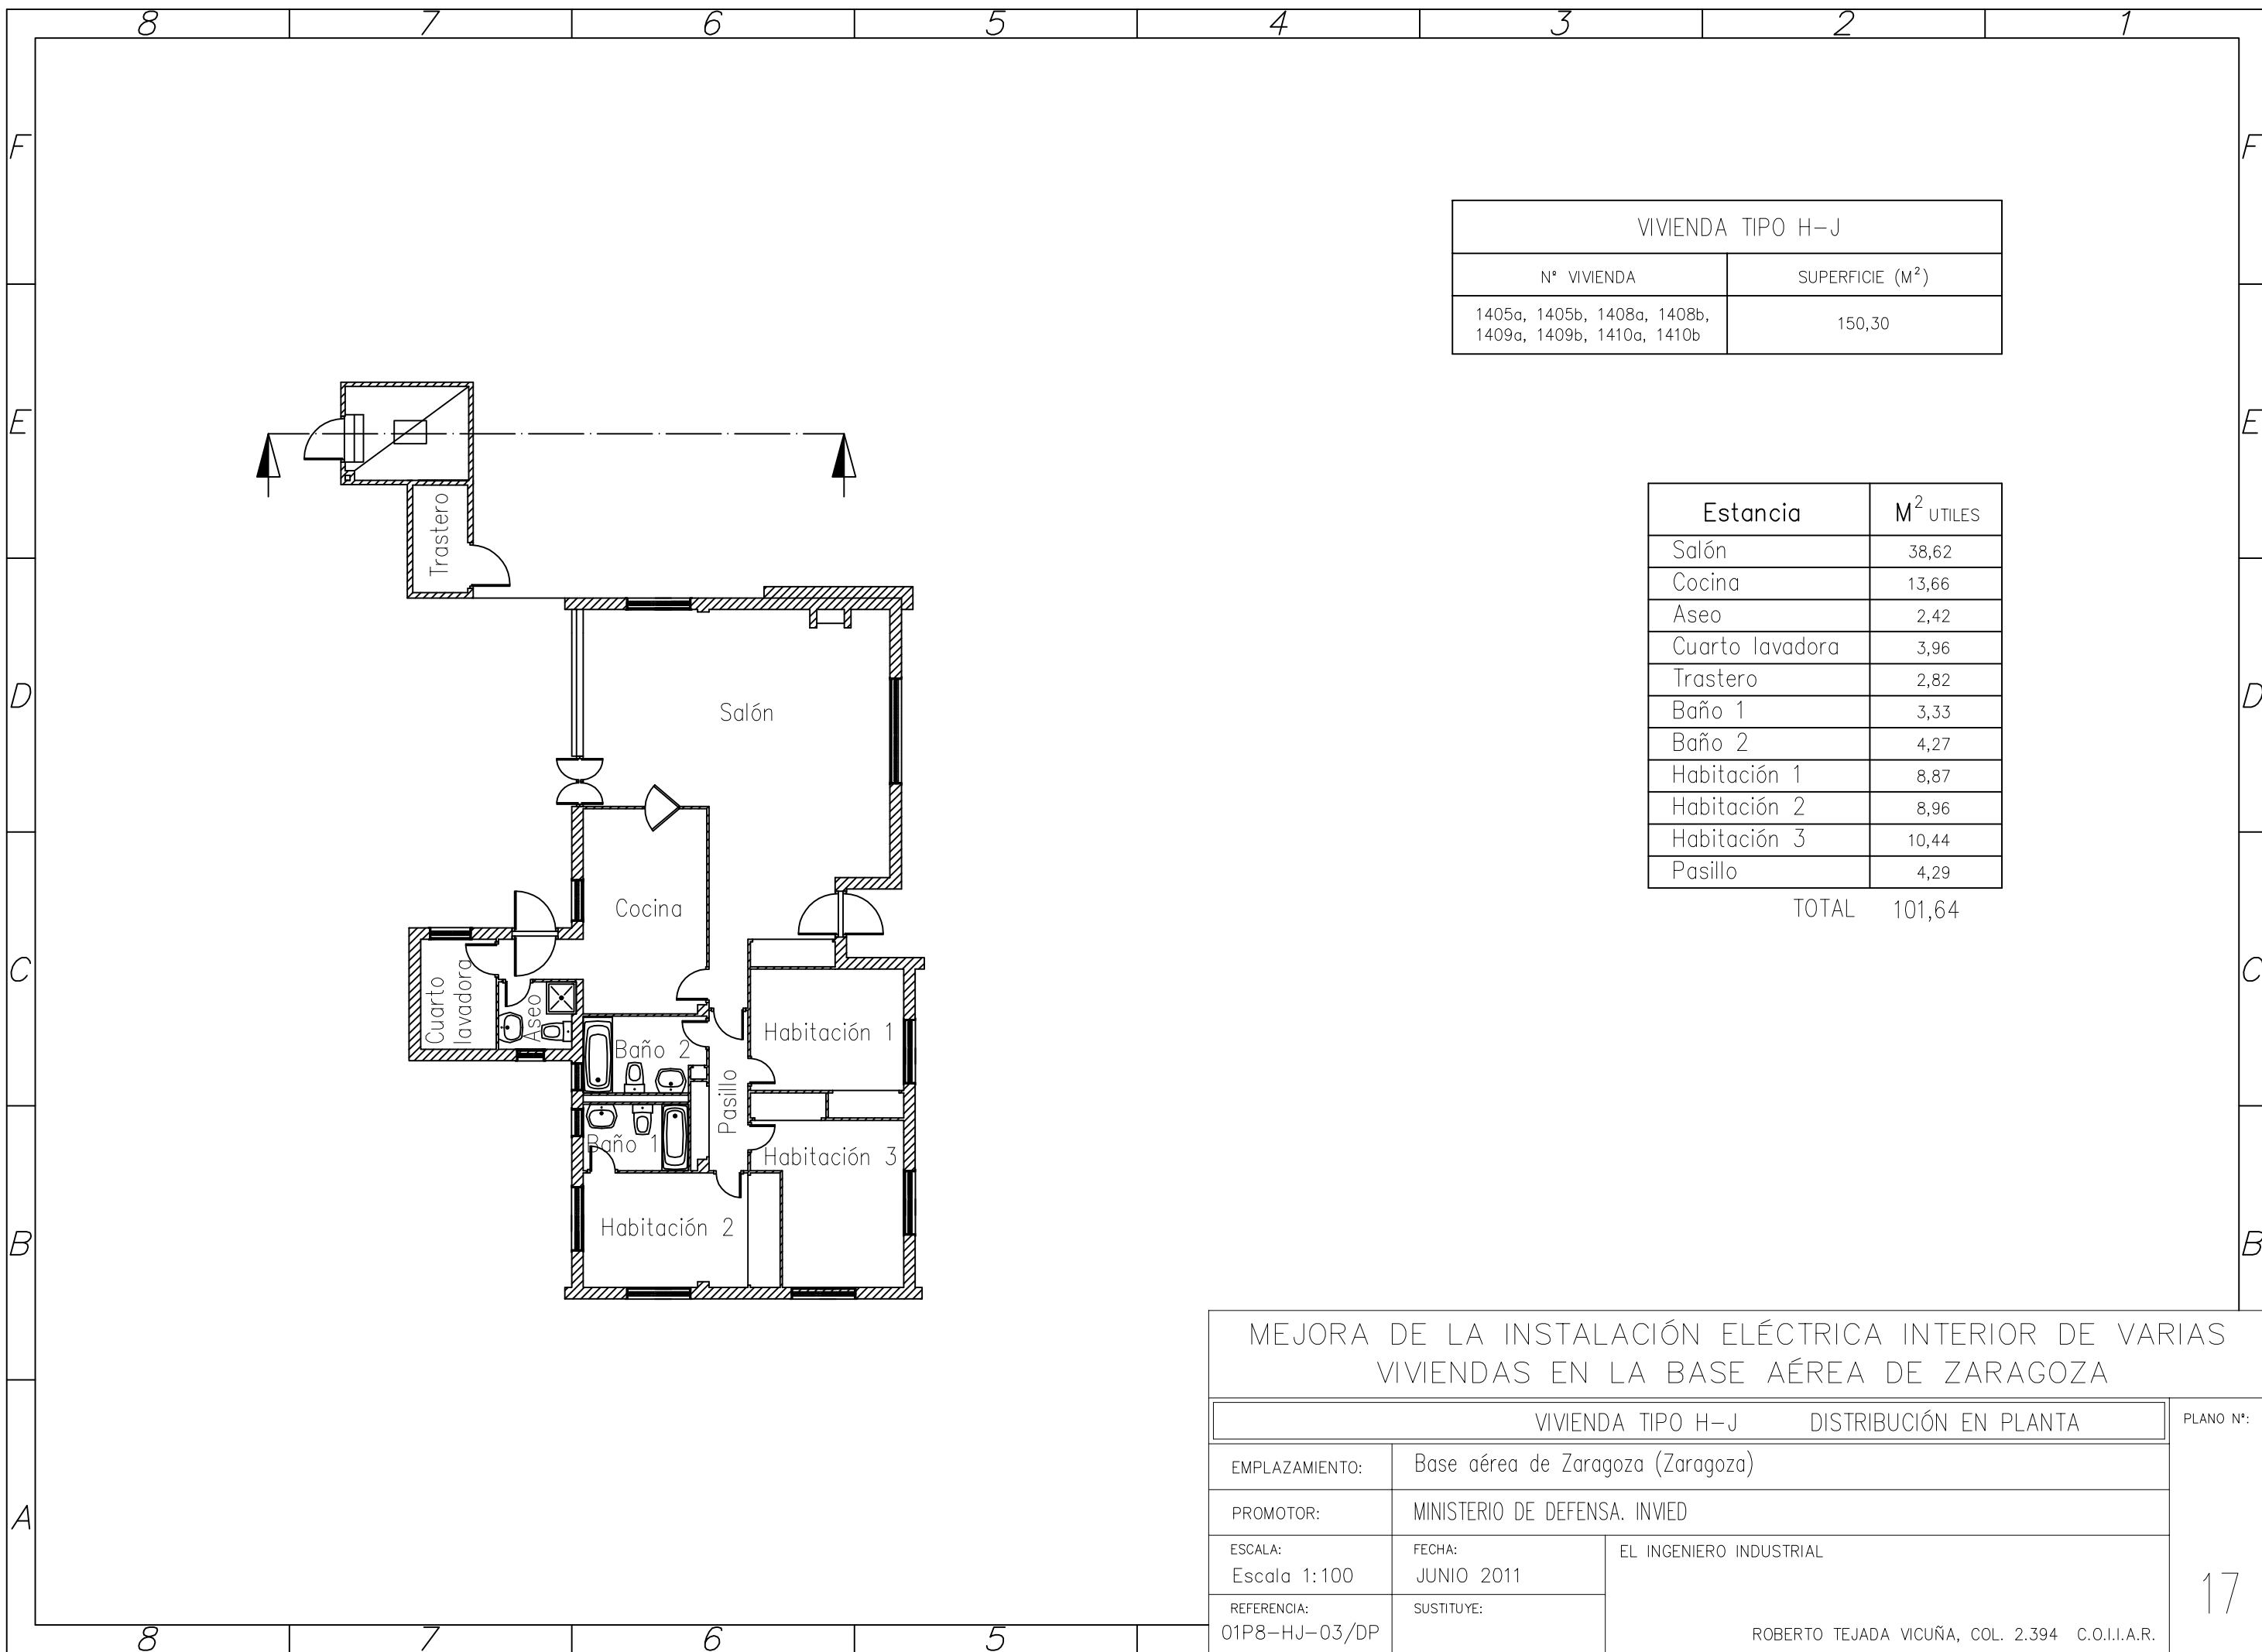 8 7 6 5 4 3 2 1
F F
VIVIENDA TIPO H-J
Nº VIVIENDA SUPERFICIE (M²)
1405a, 1405b, 1408a, 1408b,
1409a, 1409b, 1410a, 1410b
150,30
E E
Trastero
Estancia M² UTILES
Salón 38,62
Cocina 13,66
Aseo 2,42
Cuarto lavadora 3,96
Trastero 2,82
Baño 1 3,33
Baño 2 4,27
Habitación 1 8,87
Habitación 2 8,96
Habitación 3 10,44
Pasillo 4,29
TOTAL 101,64
D D
Salón
Cocina
C C
Cuarto
lavadora
Aseo
Baño 2
Habitación 1
Pasillo
Baño 1
Habitación 3
Habitación 2
B B
A
MEJORA DE LA INSTALACIÓN ELÉCTRICA INTERIOR DE VARIAS
VIVIENDAS EN LA BASE AÉREA DE ZARAGOZA
VIVIENDA TIPO H-J DISTRIBUCIÓN EN PLANTA
PLANO Nº:
EMPLAZAMIENTO: Base aérea de Zaragoza (Zaragoza)
PROMOTOR: MINISTERIO DE DEFENSA. INVIED
ESCALA:
Escala 1:100
FECHA:
JUNIO 2011
EL INGENIERO INDUSTRIAL
17
REFERENCIA:
01P8-HJ-03/DP
SUSTITUYE:
ROBERTO TEJADA VICUÑA, COL. 2.394 C.O.I.I.A.R.
8 7 6 5